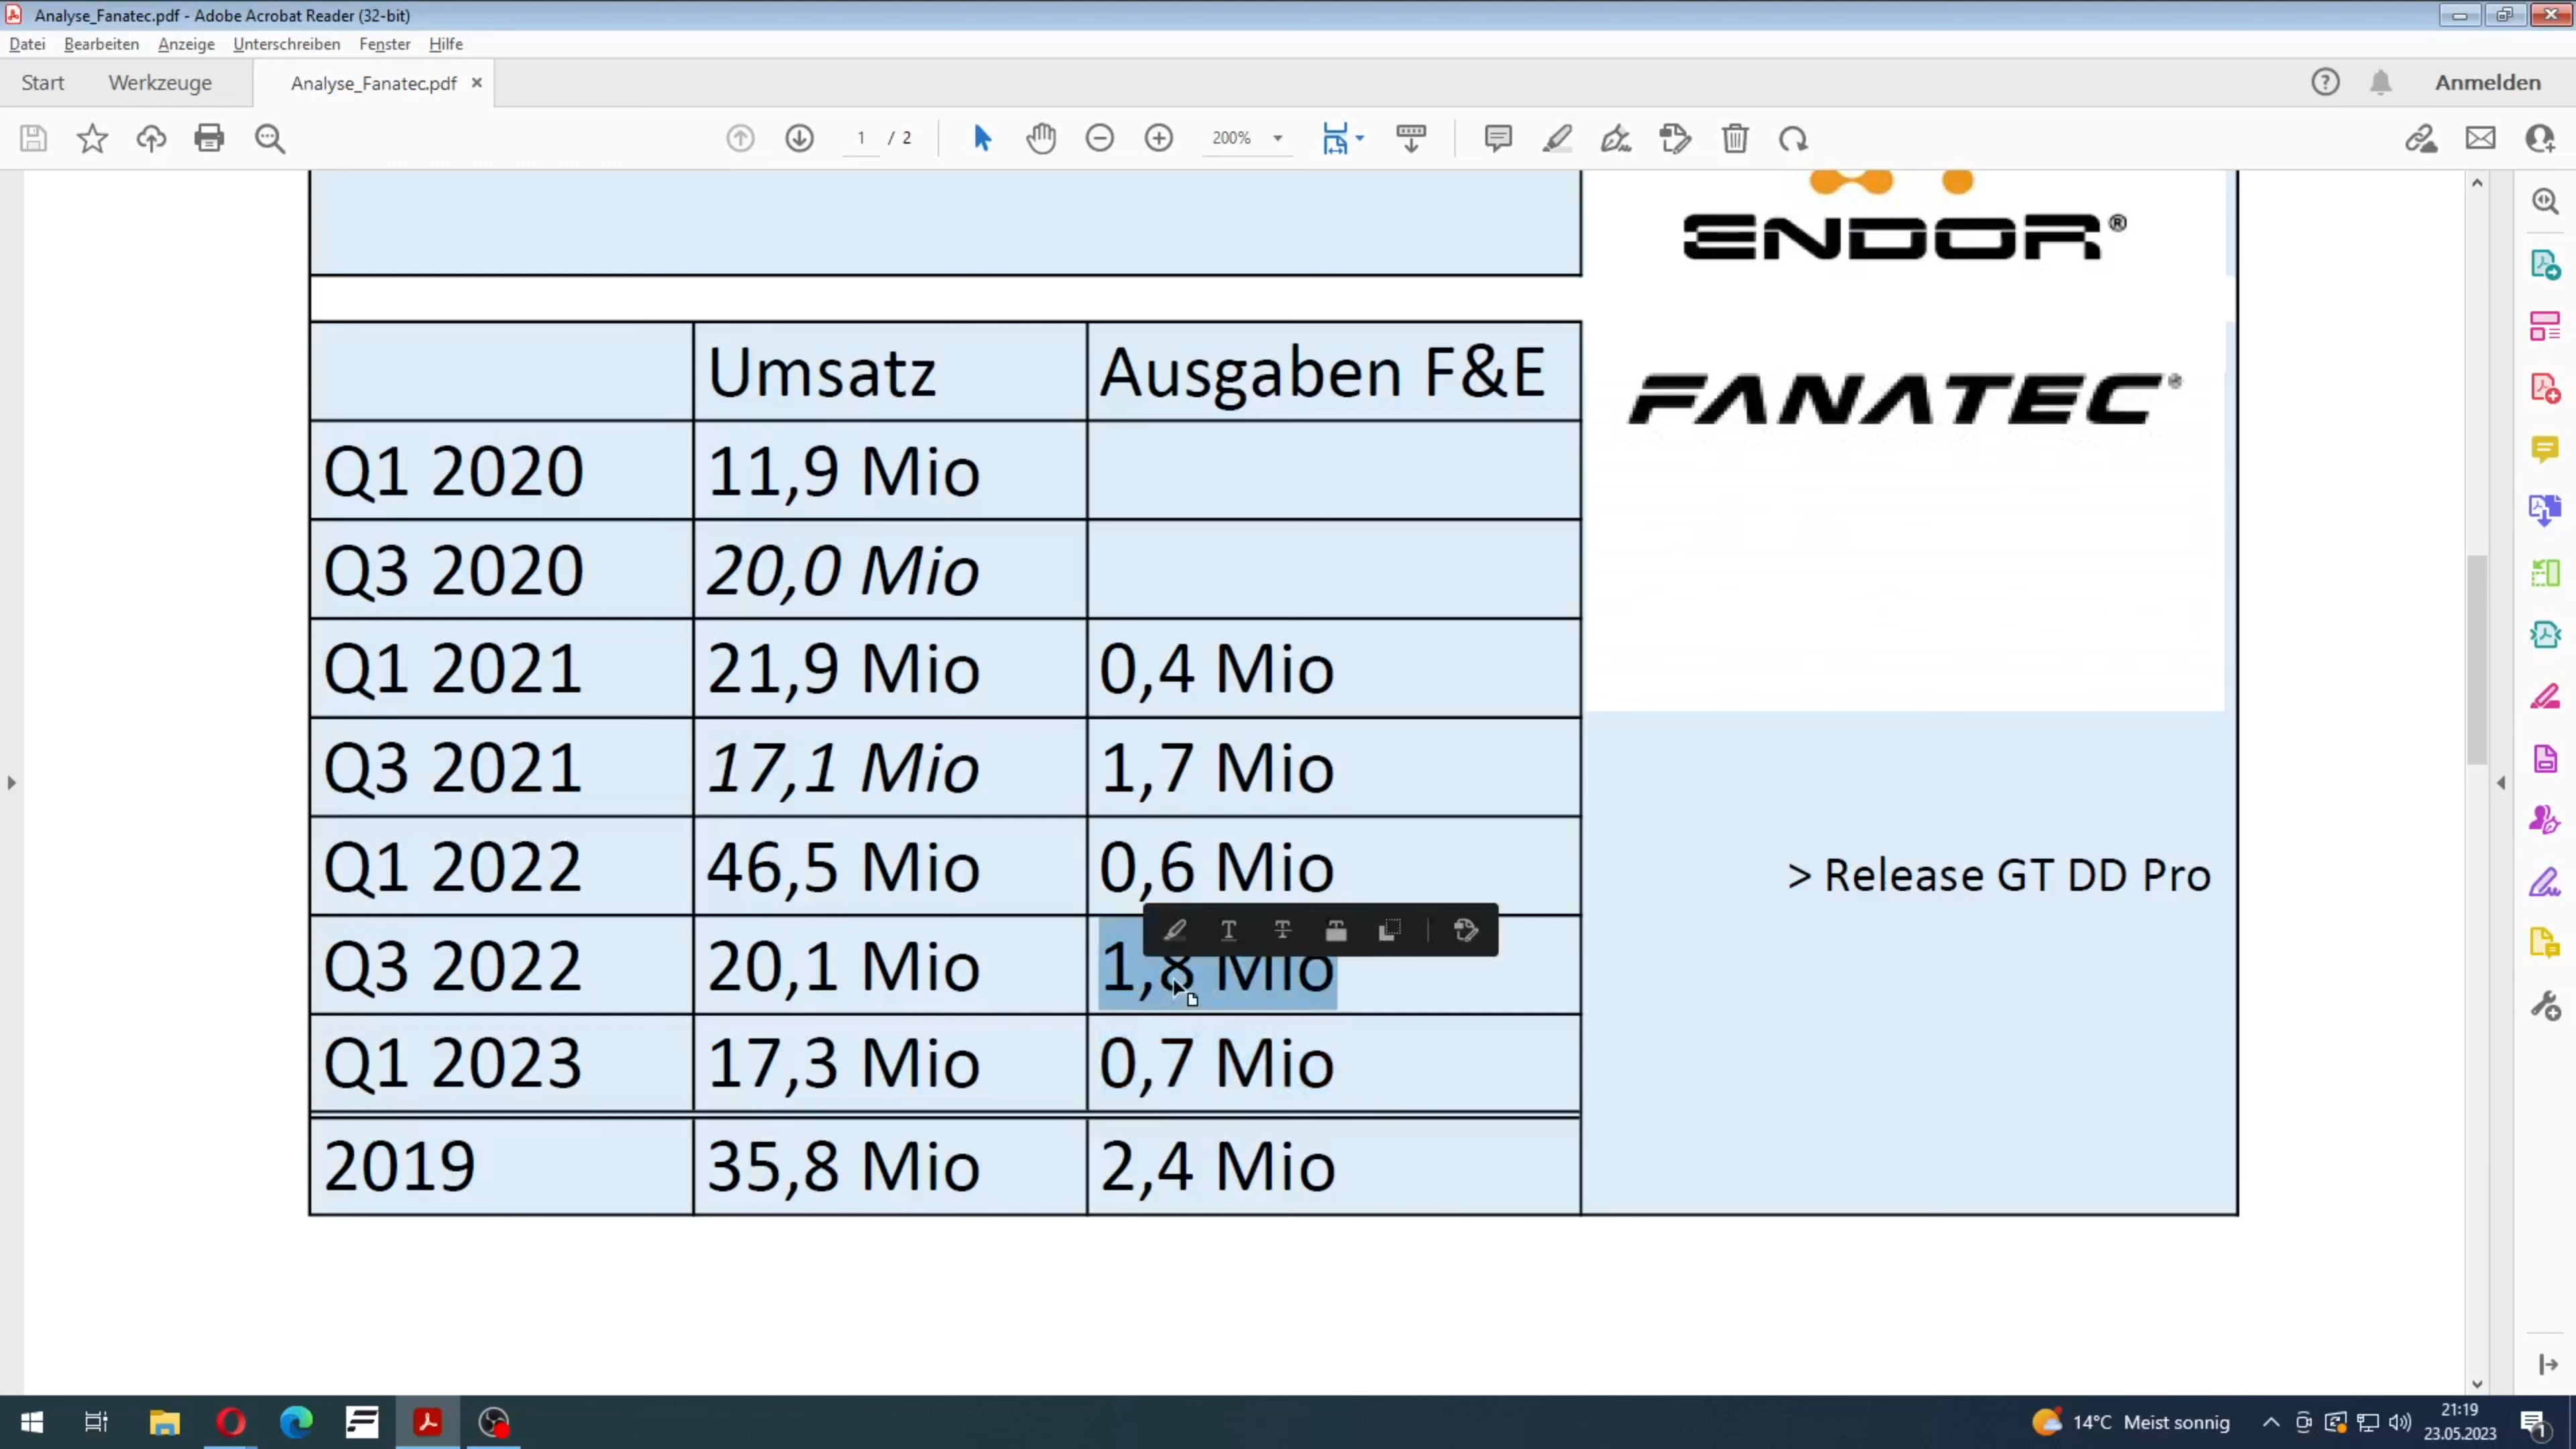 Analyse_Fanatec.pdf - Adobe Acrobat Reader (32-bit)
Datei Bearbeiten Anzeige Unterschreiben Fenster Hilfe
Start Werkzeuge Analyse_Fanatec.pdf × Anmelden
1 / 2 200%
ENDOR®
FANATEC®
Umsatz Ausgaben F&E
Q1 2020 11,9 Mio
Q3 2020 20,0 Mio
Q1 2021 21,9 Mio 0,4 Mio
Q3 2021 17,1 Mio 1,7 Mio
Q1 2022 46,5 Mio 0,6 Mio
> Release GT DD Pro
Q3 2022 20,1 Mio 1,8 Mio
Q1 2023 17,3 Mio 0,7 Mio
2019 35,8 Mio 2,4 Mio
14°C Meist sonnig
21:19
23.05.2023
1